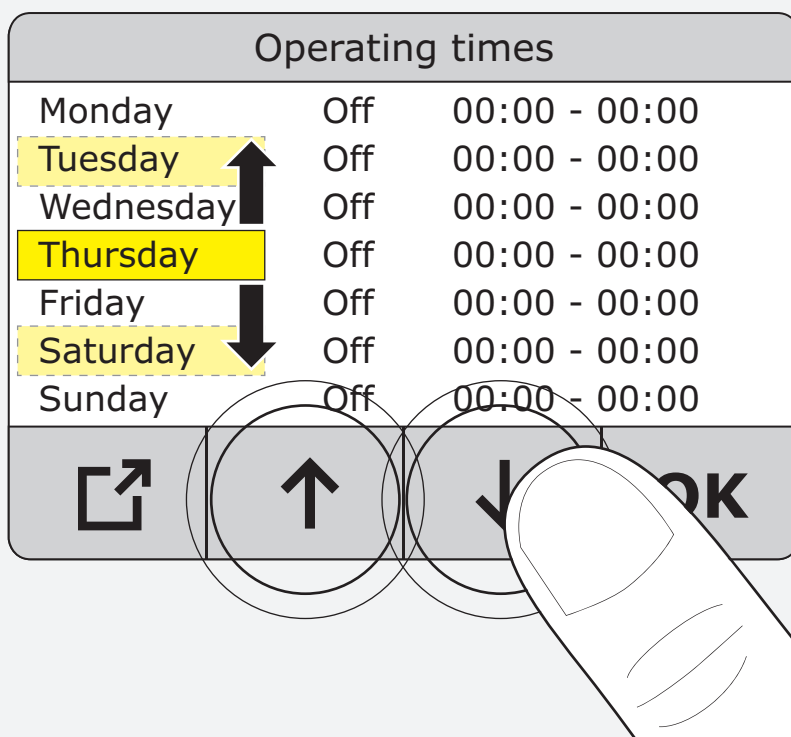 Operating times
Monday Off 00:00 - 00:00
Tuesday Off 00:00 - 00:00
Wednesday Off 00:00 - 00:00
Thursday Off 00:00 - 00:00
Friday Off 00:00 - 00:00
Saturday Off 00:00 - 00:00
Sunday Off 00:00 - 00:00
OK